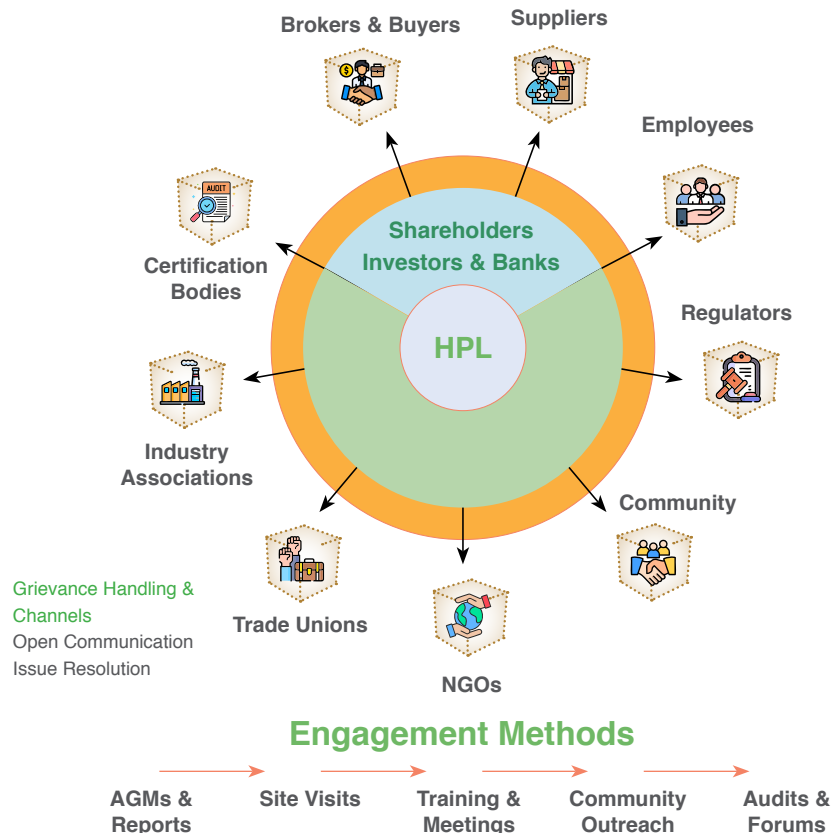 Brokers & Buyers
Suppliers
Employees
AUDIT
Shareholders
Investors & Banks
Certification
Bodies
HPL
Regulators
Industry
Associations
Community
Grievance Handling &
Channels
Open Communication
Issue Resolution
Trade Unions
NGOs
Engagement Methods
AGMs &
Reports
Site Visits
Training &
Meetings
Community
Outreach
Audits &
Forums